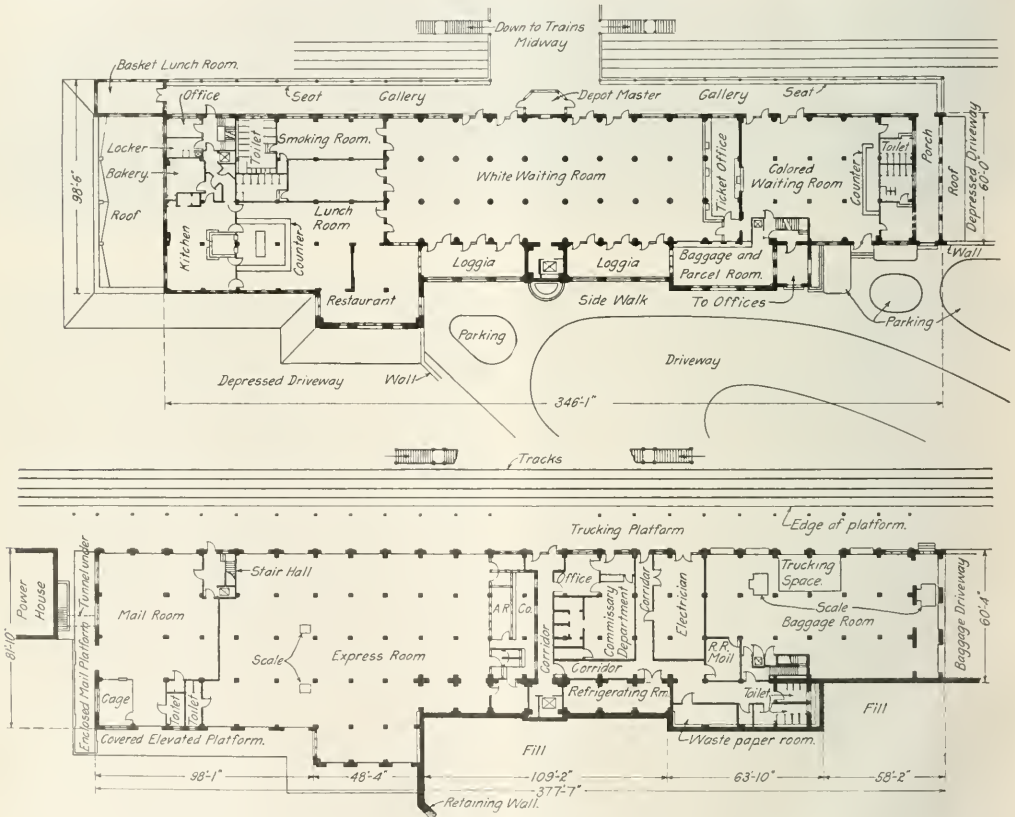 Down to Trains
Midway
Basket Lunch Room.
Office
Seat
Gallery
Depot Master
Gallery
Seat
Locker
Bakery.
Toilet
Smoking Room.
White Waiting Room
Ticket Office
Colored
Waiting Room
Counter
Toilet
Porch
Roof
Depressed Driveway
60'-0"
98'-6"
Roof
Kitchen
Lunch
Room
Counter
Loggia
Loggia
Baggage and
Parcel Room.
Wall
Restaurant
Side Walk
To Offices
Parking
Parking
Depressed Driveway
Wall
Driveway
346'-1"
Tracks
Edge of platform.
Trucking Platform
Power
House
81'-10"
Enclosed Mail Platform - Tunnel under
Stair Hall
Mail Room
Scale
Express Room
A.R.
Co.
Corridor
Office
Commissary
Department
Corridor
Electrician
Trucking
Space.
Scale
Baggage Room
Baggage Driveway
60'-4"
R.R.
Mail
Corridor
Refrigerating Rm.
Toilet
Cage
Toilet
Toilet
Covered Elevated Platform.
Fill
Waste paper room.
Fill
98'-1"
48'-4"
109'-2"
63'-10"
58'-2"
377'-7"
Retaining Wall.